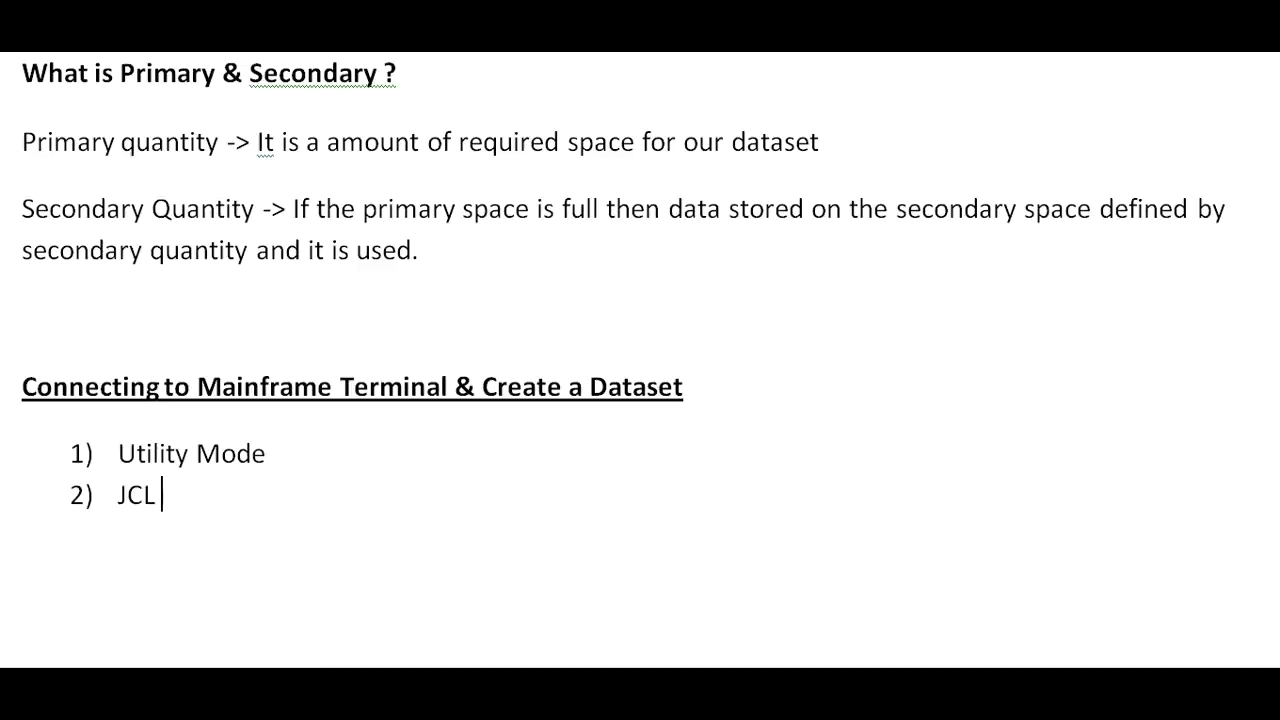 What is Primary & Secondary ?
Primary quantity -> It is a amount of required space for our dataset
Secondary Quantity -> If the primary space is full then data stored on the secondary space defined by
secondary quantity and it is used.
Connecting to Mainframe Terminal & Create a Dataset
1) Utility Mode
2) JCL